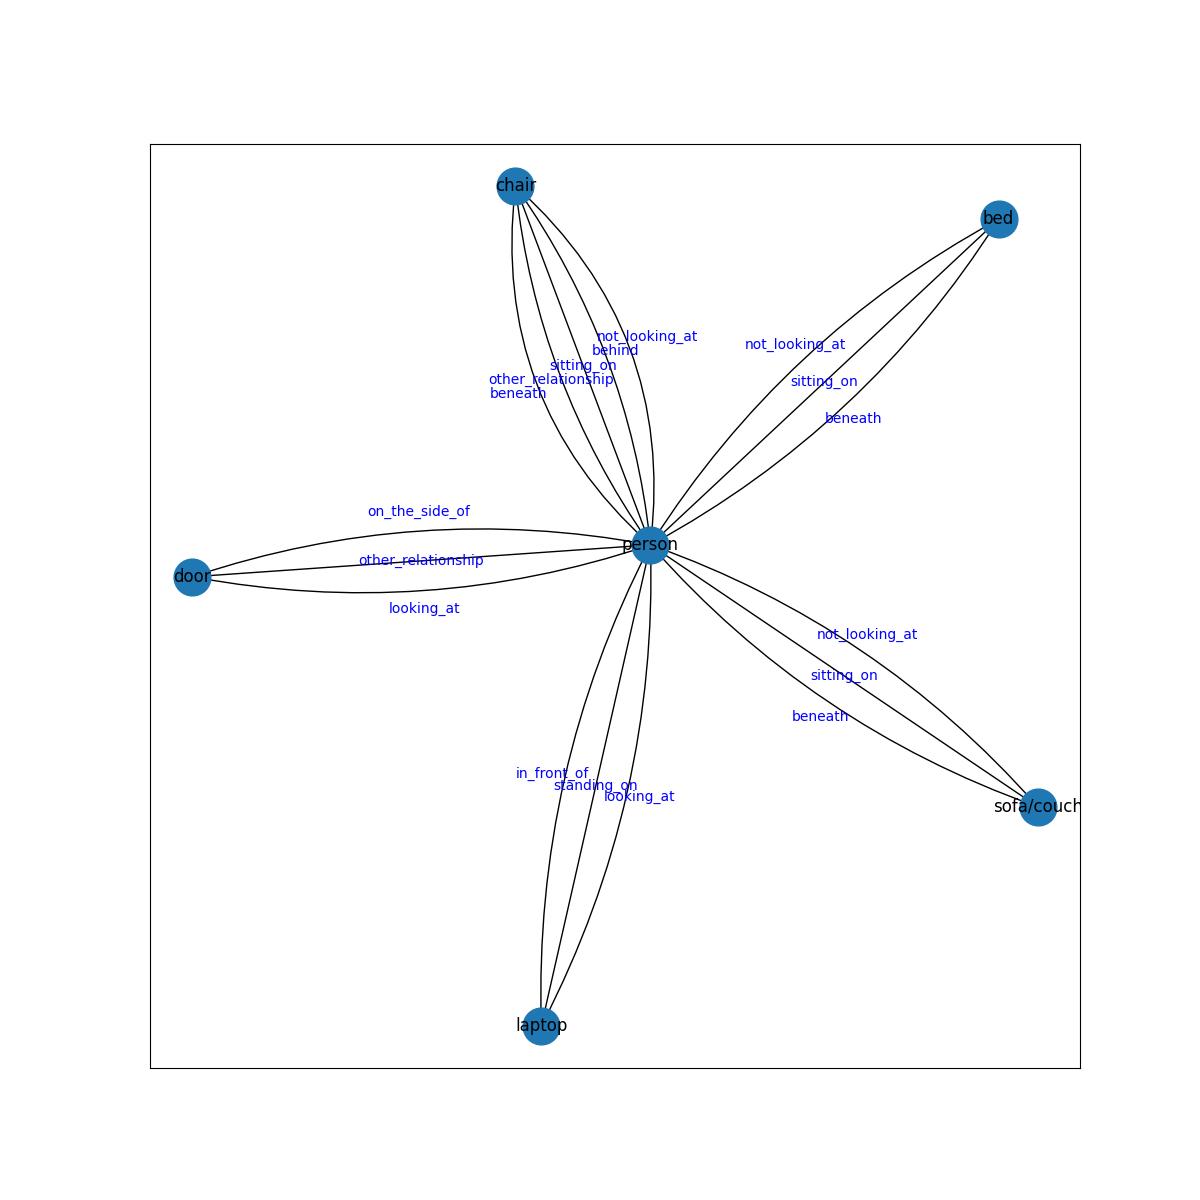 chair
bed
not_looking_at
not_looking_at
behind
sitting_on
other_relationship
sitting_on
beneath
beneath
on_the_side_of
person
other_relationship
door
looking_at
not_looking_at
sitting_on
beneath
in_front_of
standing_on
looking_at
sofa/couch
laptop